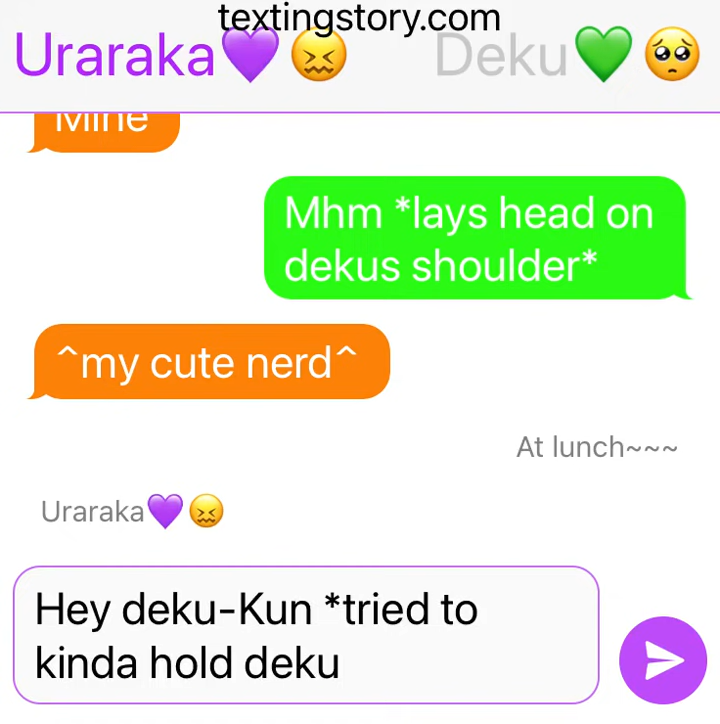 textingstory.com
Uraraka💜😖 Deku💚🥺
Mine
Mhm *lays head on
dekus shoulder*
^my cute nerd^
At lunch~~~
Uraraka💜😖
Hey deku-Kun *tried to
kinda hold deku